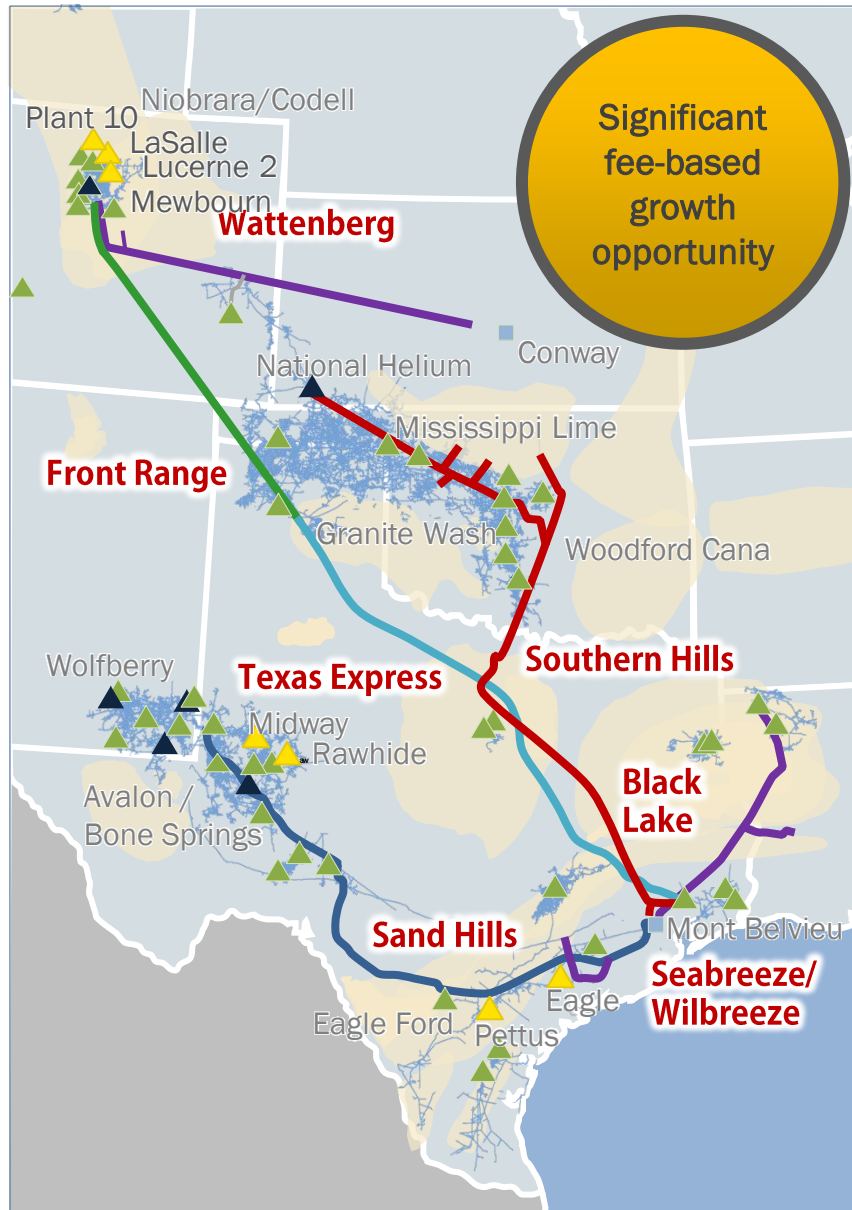 Significant
fee-based
growth
opportunity
Niobrara/Codell
Plant 10
LaSalle
Lucerne 2
Mewbourn
Wattenberg
Conway
National Helium
Mississippi Lime
Front Range
Granite Wash
Woodford Cana
Southern Hills
Wolfberry
Texas Express
Midway
Rawhide
Avalon /
Bone Springs
Black
Lake
Sand Hills
Mont Belvieu
Seabreeze/
Wilbreeze
Eagle
Eagle Ford
Pettus